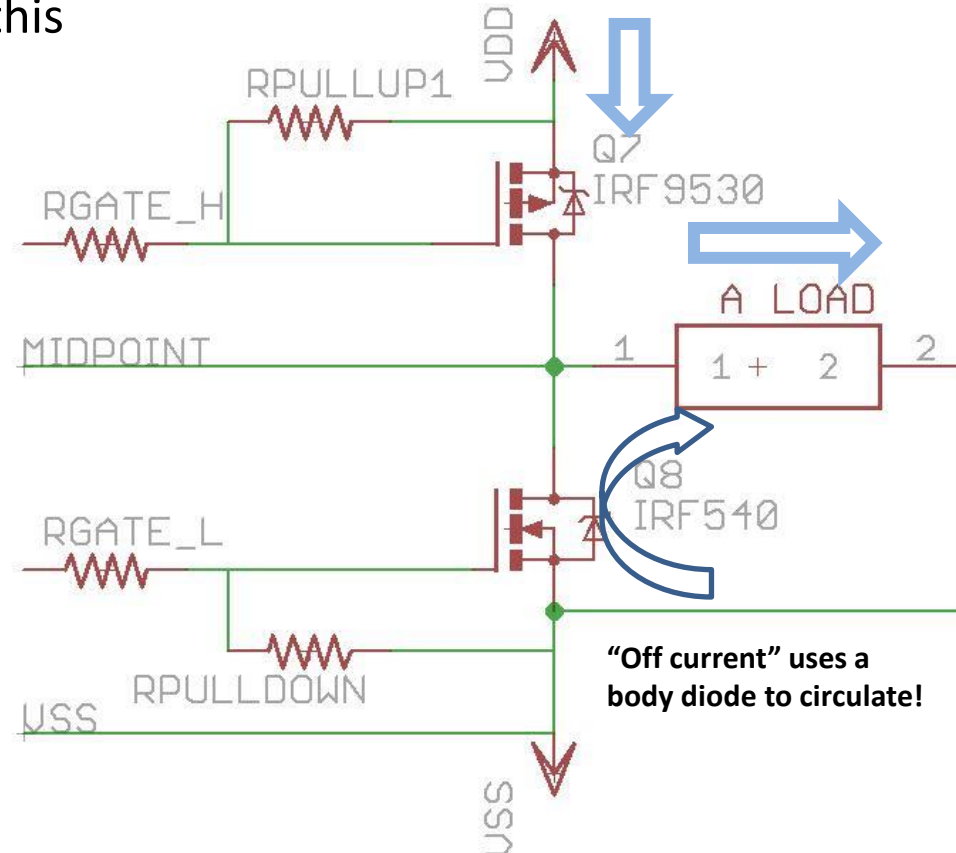 this
VDD
RPULLUP1
Q7
IRF9530
RGATE_H
A LOAD
MIDPOINT
1
1 + 2
2
Q8
IRF540
RGATE_L
RPULLDOWN
"Off current" uses a
body diode to circulate!
VSS
VSS